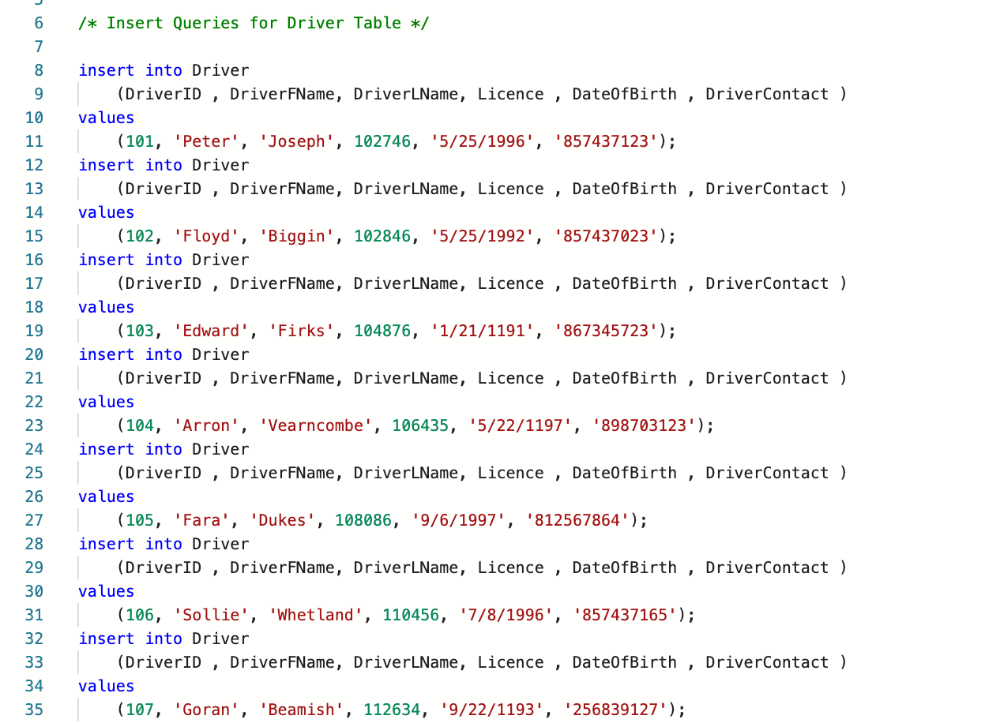 6 /* Insert Queries for Driver Table */
7
8 insert into Driver
9 (DriverID , DriverFName, DriverLName, Licence , DateOfBirth , DriverContact )
10 values
11 (101, 'Peter', 'Joseph', 102746, '5/25/1996', '857437123');
12 insert into Driver
13 (DriverID , DriverFName, DriverLName, Licence , DateOfBirth , DriverContact )
14 values
15 (102, 'Floyd', 'Biggin', 102846, '5/25/1992', '857437023');
16 insert into Driver
17 (DriverID , DriverFName, DriverLName, Licence , DateOfBirth , DriverContact )
18 values
19 (103, 'Edward', 'Firks', 104876, '1/21/1191', '867345723');
20 insert into Driver
21 (DriverID , DriverFName, DriverLName, Licence , DateOfBirth , DriverContact )
22 values
23 (104, 'Arron', 'Vearncombe', 106435, '5/22/1197', '898703123');
24 insert into Driver
25 (DriverID , DriverFName, DriverLName, Licence , DateOfBirth , DriverContact )
26 values
27 (105, 'Fara', 'Dukes', 108086, '9/6/1997', '812567864');
28 insert into Driver
29 (DriverID , DriverFName, DriverLName, Licence , DateOfBirth , DriverContact )
30 values
31 (106, 'Sollie', 'Whetland', 110456, '7/8/1996', '857437165');
32 insert into Driver
33 (DriverID , DriverFName, DriverLName, Licence , DateOfBirth , DriverContact )
34 values
35 (107, 'Goran', 'Beamish', 112634, '9/22/1193', '256839127');